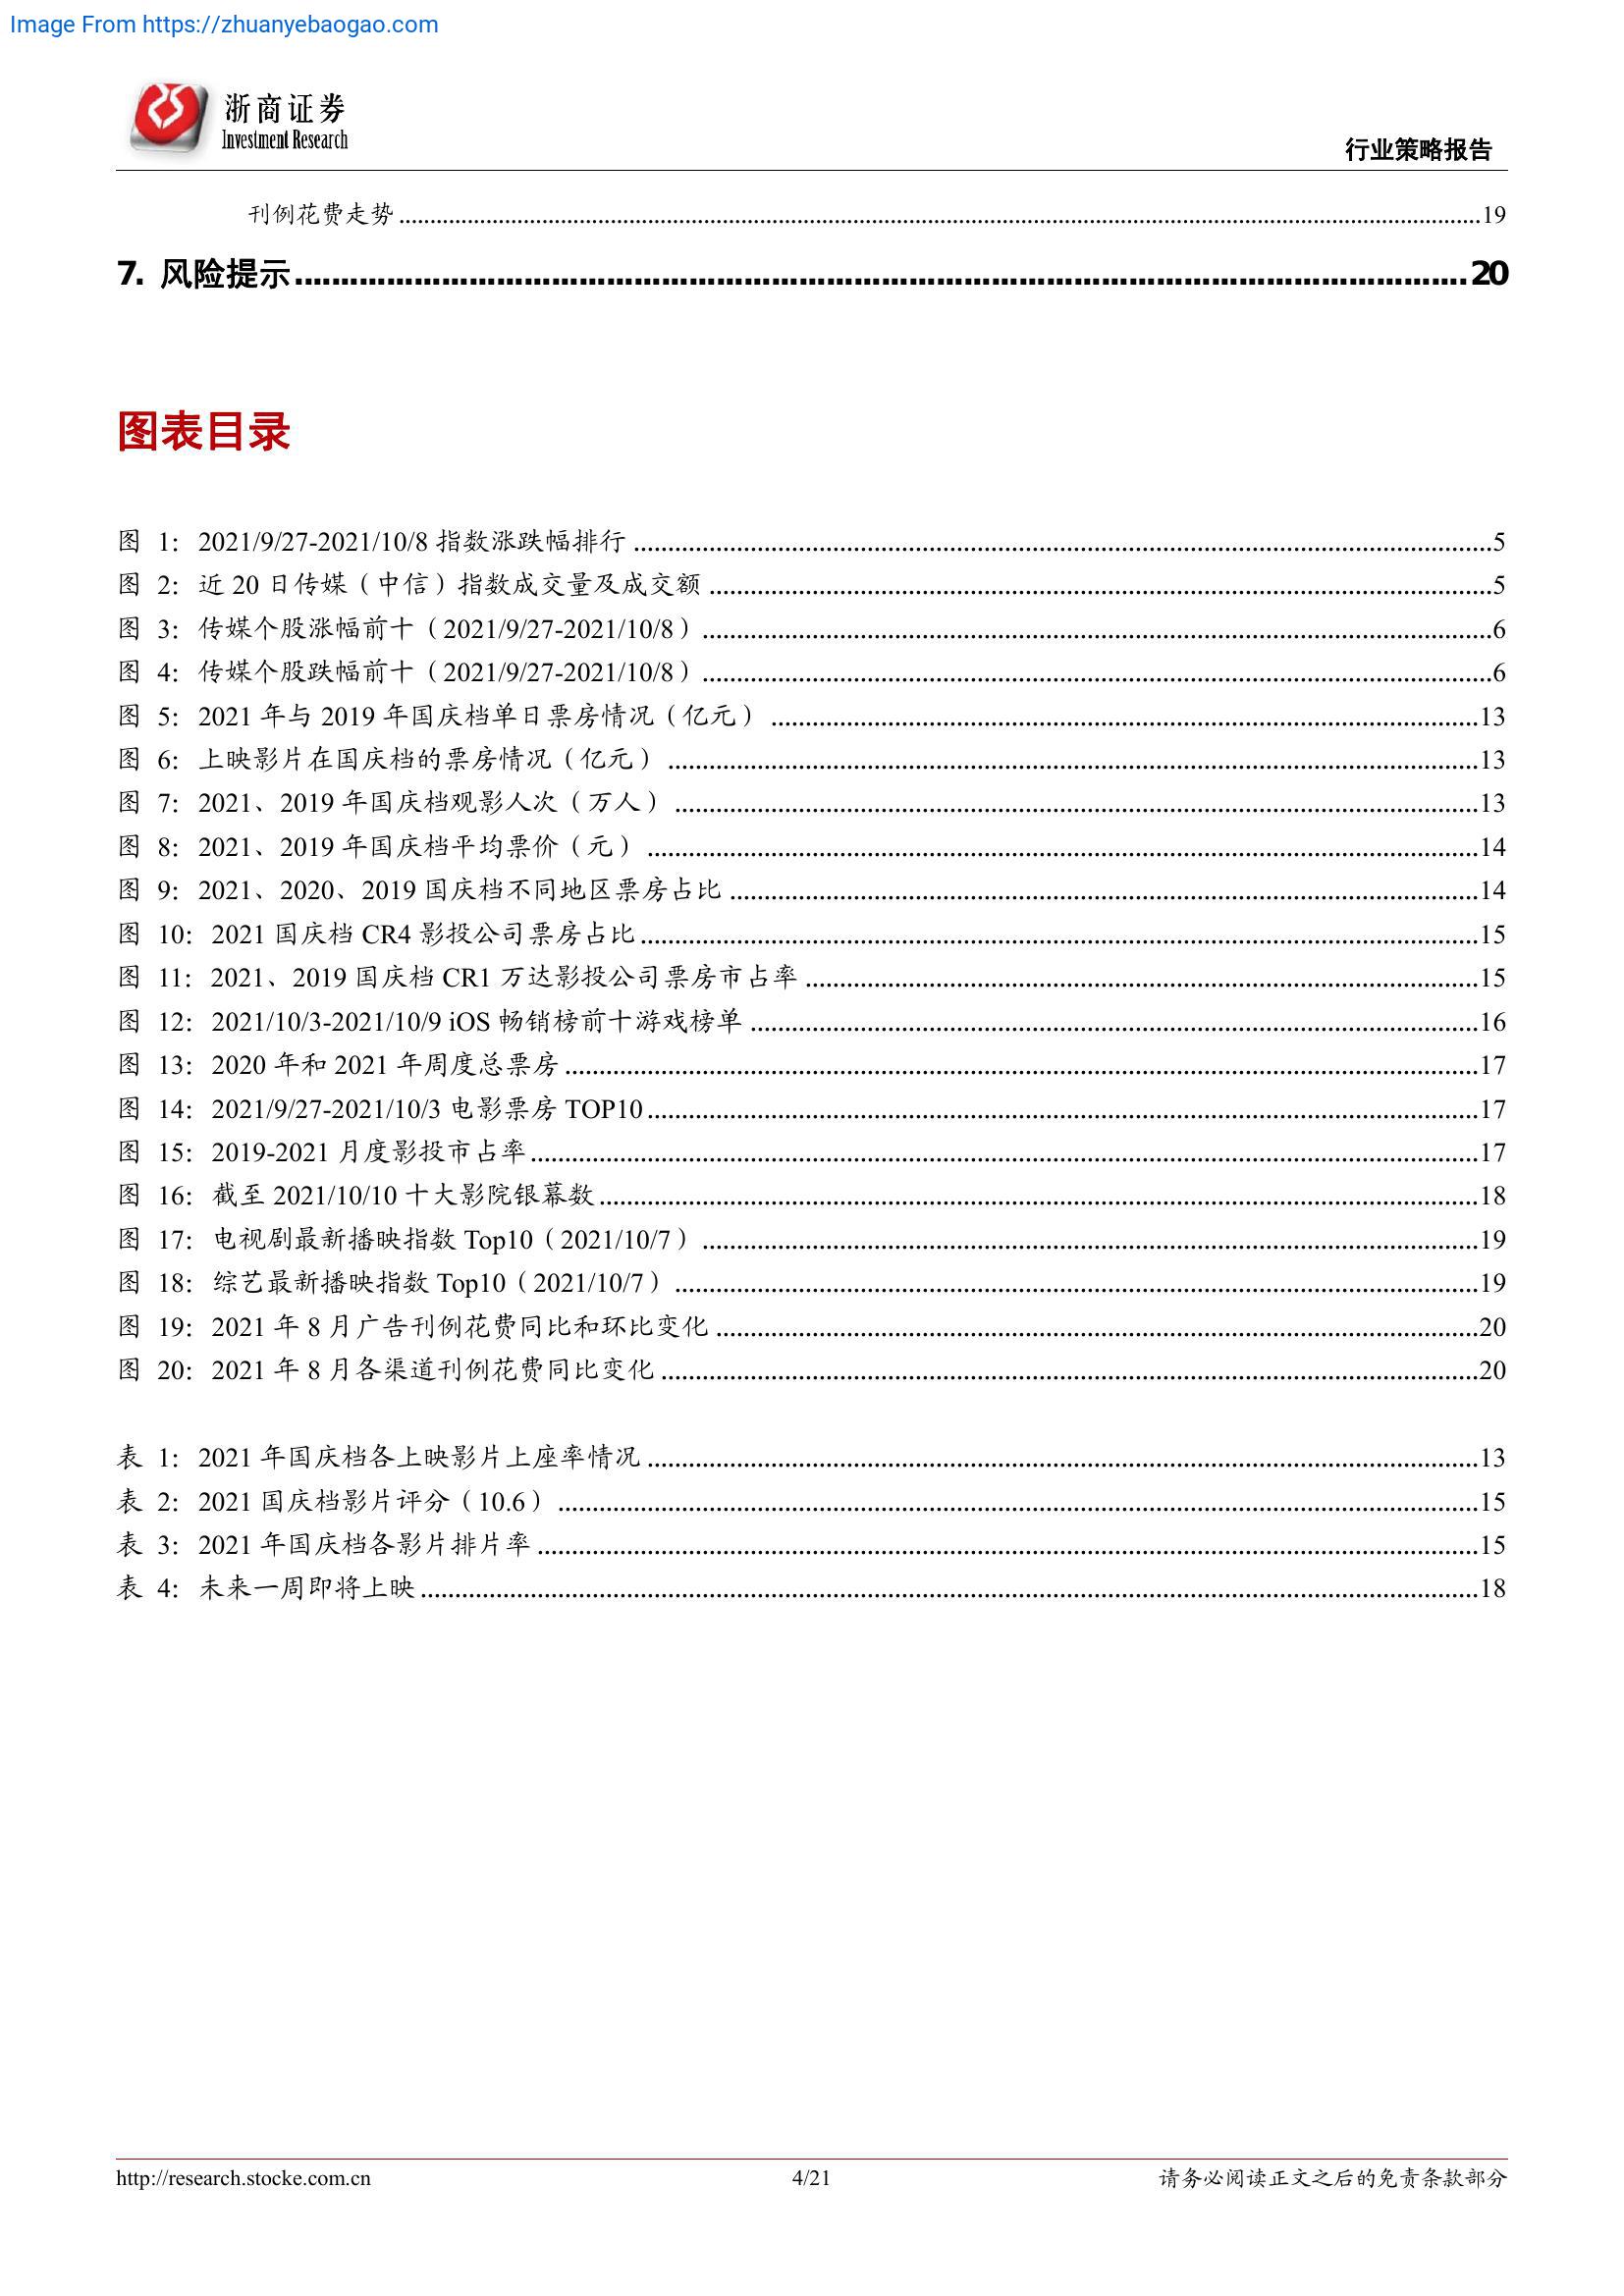 Image From https://zhuanyebaogao.com
浙商证券
Investment Research
行业策略报告
刊例花费走势 ........................................ 19
7. 风险提示 ........................................ 20
图表目录
图 1: 2021/9/27-2021/10/8 指数涨跌幅排行 ........................................ 5
图 2: 近 20 日传媒（中信）指数成交量及成交额 ........................................ 5
图 3: 传媒个股涨幅前十（2021/9/27-2021/10/8） ........................................ 6
图 4: 传媒个股跌幅前十（2021/9/27-2021/10/8） ........................................ 6
图 5: 2021 年与 2019 年国庆档单日票房情况（亿元） ........................................ 13
图 6: 上映影片在国庆档的票房情况（亿元） ........................................ 13
图 7: 2021、2019 年国庆档观影人次（万人） ........................................ 13
图 8: 2021、2019 年国庆档平均票价（元） ........................................ 14
图 9: 2021、2020、2019 国庆档不同地区票房占比 ........................................ 14
图 10: 2021 国庆档 CR4 影投公司票房占比 ........................................ 15
图 11: 2021、2019 国庆档 CR1 万达影投公司票房市占率 ........................................ 15
图 12: 2021/10/3-2021/10/9 iOS 畅销榜前十游戏榜单 ........................................ 16
图 13: 2020 年和 2021 年周度总票房 ........................................ 17
图 14: 2021/9/27-2021/10/3 电影票房 TOP10 ........................................ 17
图 15: 2019-2021 月度影投市占率 ........................................ 17
图 16: 截至 2021/10/10 十大影院银幕数 ........................................ 18
图 17: 电视剧最新播映指数 Top10（2021/10/7） ........................................ 19
图 18: 综艺最新播映指数 Top10（2021/10/7） ........................................ 19
图 19: 2021 年 8 月广告刊例花费同比和环比变化 ........................................ 20
图 20: 2021 年 8 月各渠道刊例花费同比变化 ........................................ 20
表 1: 2021 年国庆档各上映影片上座率情况 ........................................ 13
表 2: 2021 国庆档影片评分（10.6） ........................................ 15
表 3: 2021 年国庆档各影片排片率 ........................................ 15
表 4: 未来一周即将上映 ........................................ 18
http://research.stocke.com.cn
4/21
请务必阅读正文之后的免责条款部分